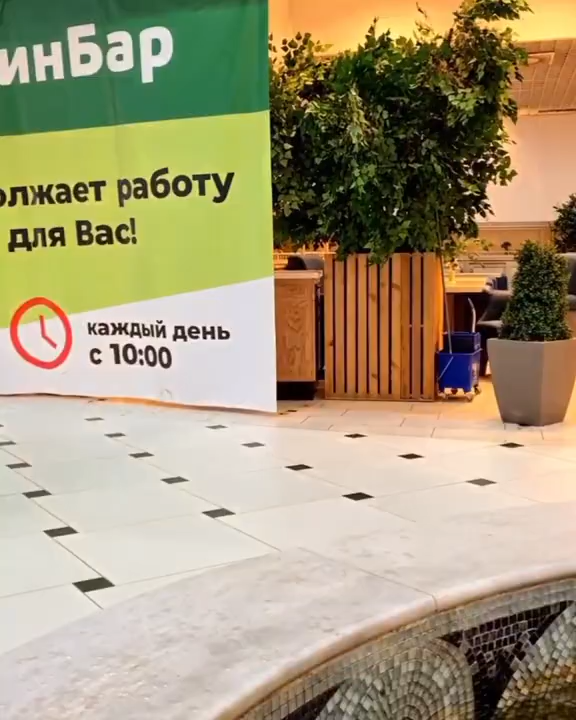 инБар
олжает работу
для Вас!
каждый день
с 10:00